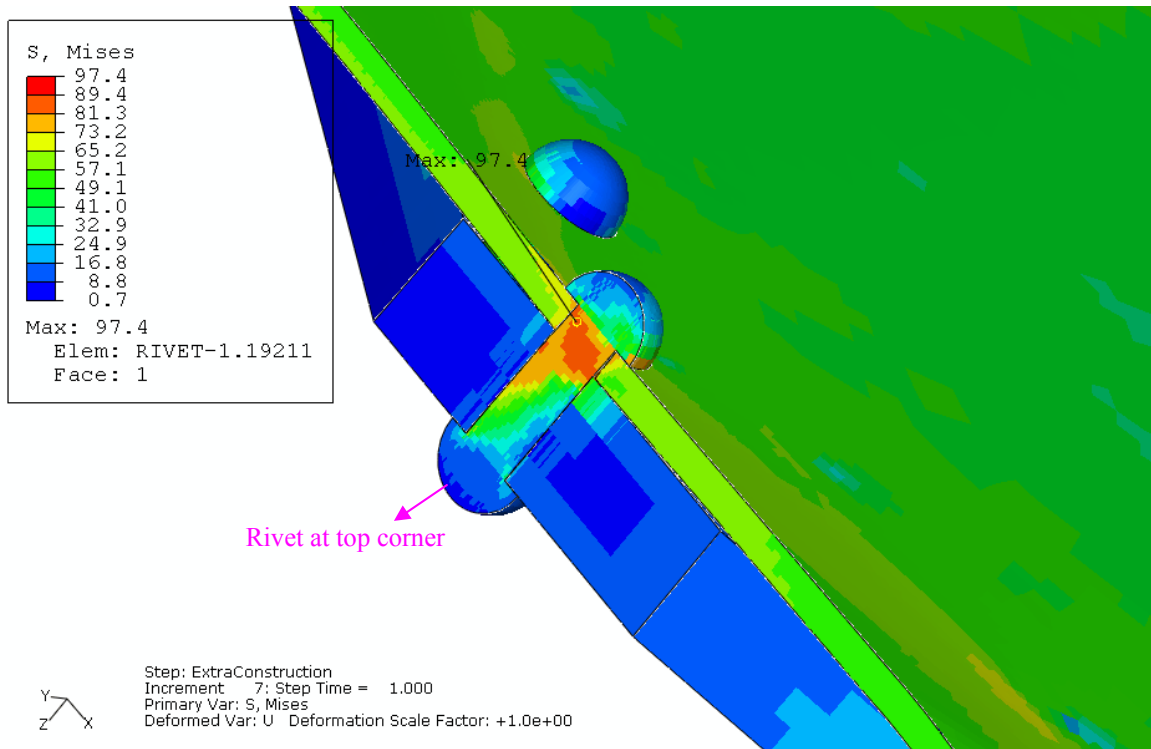 S, Mises
97.4
89.4
81.3
73.2
65.2
57.1
49.1
41.0
32.9
24.9
16.8
8.8
0.7
Max: 97.4
Elem: RIVET-1.19211
Face: 1
Max: 97.4
Rivet at top corner
Step: ExtraConstruction
Increment 7: Step Time = 1.000
Primary Var: S, Mises
Deformed Var: U Deformation Scale Factor: +1.0e+00
Y
Z X